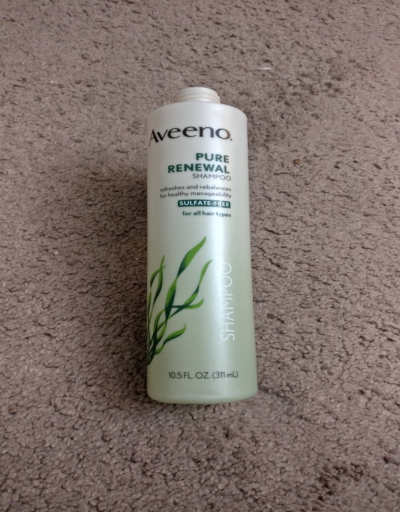 Aveeno.
PURE
RENEWAL
SHAMPOO
refreshes and rebalances
for healthy manageability
SULFATE-FREE
for all hair types
SHAMPOO
10.5 FL. OZ. (311 mL)